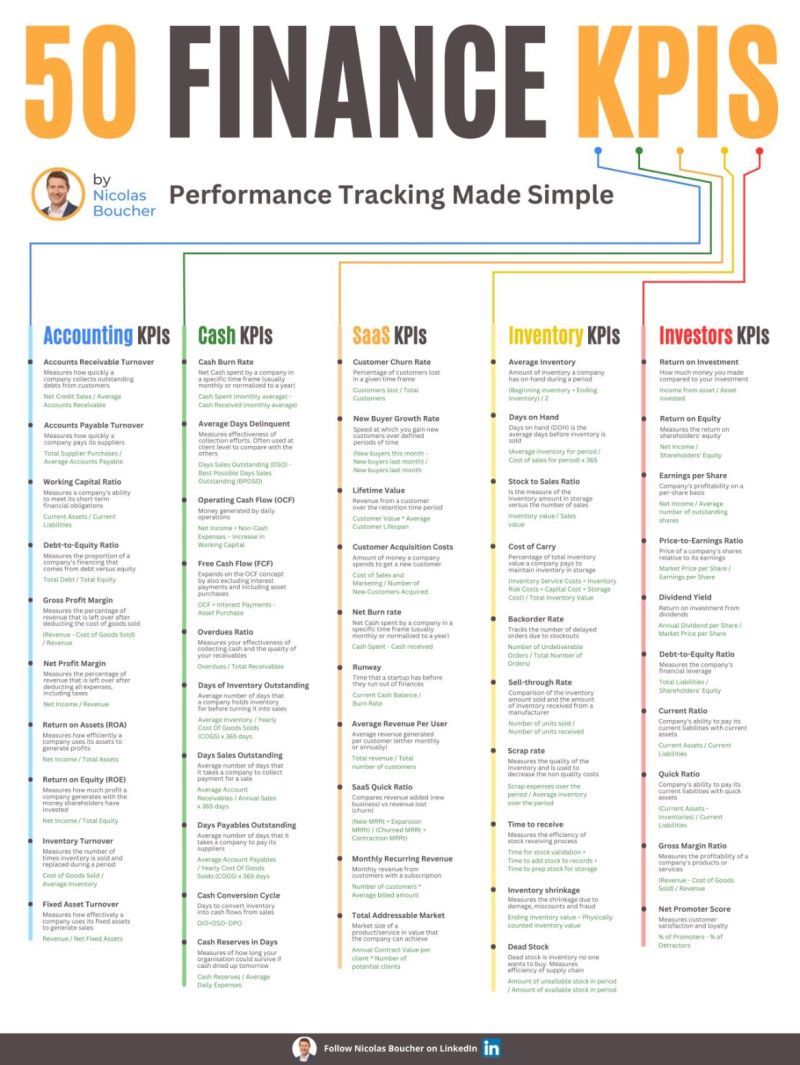 50 FINANCE KPIS
by
Nicolas
Boucher
Performance Tracking Made Simple
Accounting KPIs
Accounts Receivable Turnover
Measures how quickly a
company collects outstanding
debts from customers
Net Credit Sales / Average
Accounts Receivable
Accounts Payable Turnover
Measures how quickly a
company pays its suppliers
Total Supplier Purchases /
Average Accounts Payable
Working Capital Ratio
Measures a company's ability
to meet its short-term
financial obligations
Current Assets / Current
Liabilities
Debt-to-Equity Ratio
Measures the proportion of a
company's financing that
comes from debt versus equity
Total Debt / Total Equity
Gross Profit Margin
Measures the percentage of
revenue that is left over after
deducting the cost of goods sold
(Revenue - Cost of Goods Sold)
/ Revenue
Net Profit Margin
Measures the percentage of
revenue that is left over after
deducting all expenses,
including taxes
Net Income / Revenue
Return on Assets (ROA)
Measures how efficiently a
company uses its assets to
generate profits
Net Income / Total Assets
Return on Equity (ROE)
Measures how much profit a
company generates with the
money shareholders have
invested
Net Income / Total Equity
Inventory Turnover
Measures the number of
times inventory is sold and
replaced during a period
Cost of Goods Sold /
Average Inventory
Fixed Asset Turnover
Measures how effectively a
company uses its fixed assets
to generate sales
Revenue / Net Fixed Assets
Cash KPIs
Cash Burn Rate
Net Cash spent by a company in
a specific time frame (usually
monthly or normalized to a year)
Cash Spent (monthly average) -
Cash Received (monthly average)
Average Days Delinquent
Measures effectiveness of
collection efforts. Often used at
client level to compare with the
others
Days Sales Outstanding (DSO) -
Best Possible Days Sales
Outstanding (BPDSO)
Operating Cash Flow (OCF)
Money generated by daily
operations
Net Income + Non-Cash
Expenses – Increase in
Working Capital
Free Cash Flow (FCF)
Expands on the OCF concept
by also excluding interest
payments and including asset
purchases
OCF + Interest Payments -
Asset Purchase
Overdues Ratio
Measures your effectiveness of
collecting cash and the quality of
your receivables
Overdues / Total Receivables
Days of Inventory Outstanding
Average number of days that
a company holds inventory
for before turning it into sales
Average Inventory / Yearly
Cost Of Goods Solds
(COGS) x 365 days
Days Sales Outstanding
Average number of days that
it takes a company to collect
payment for a sale
Average Account
Receivables / Annual Sales
x 365-days
Days Payables Outstanding
Average number of days that it
takes a company to pay its
suppliers
Average Account Payables
/ Yearly Cost Of Goods Solds
(COGS) x 365 days
Cash Conversion Cycle
Days to convert inventory
into cash flows from sales
DIO+DSO-DPO
Cash Reserves in Days
Measures of how long your
organisation could survive if
cash dried up tomorrow
Cash Reserves / Average
Daily Expenses
SaaS KPIs
Customer Churn Rate
Percentage of customers lost
in a given time frame
Customers lost / Total
Customers
New Buyer Growth Rate
Speed at which you gain new
customers over defined
periods of time
(New buyers this month -
New buyers last month) /
New buyers last month
Lifetime Value
Revenue from a customer
over the retention time period
Customer Value * Average
Customer Lifespan
Customer Acquisition Costs
Amount of money a company
spends to get a new customer
Cost of Sales and
Marketing / Number of
New Customers Acquired
Net Burn rate
Net Cash spent by a company in
a specific time frame (usually
monthly or normalized to a year)
Cash Spent - Cash received
Runway
Time that a startup has before
they run out of finances
Current Cash Balance /
Burn Rate
Average Revenue Per User
Average revenue generated
per customer (either monthly
or annually)
Total revenue / Total
number of customers
SaaS Quick Ratio
Compares revenue added (new
business) vs revenue lost
(churn)
(New MRRt + Expansion
MRRt) / (Churned MRRt +
Contraction MRRt)
Monthly Recurring Revenue
Monthly revenue from
customers with a subscription
Number of customers *
Average billed amount
Total Addressable Market
Market size of a
product/service in value that
the company can achieve
Annual Contract Value per
client * Number of
potential clients
Inventory KPIs
Average Inventory
Amount of inventory a company
has on-hand during a period
(Beginning inventory + Ending
inventory) / 2
Days on Hand
Days on hand (DOH) is the
average days before inventory is
sold
(Average inventory for period /
Cost of sales for period) x 365
Stock to Sales Ratio
Is the measure of the
inventory amount in storage
versus the number of sales
Inventory value / Sales
value
Cost of Carry
Percentage of total inventory
value a company pays to
maintain inventory in storage
(Inventory Service Costs + Inventory
Risk Costs + Capital Cost + Storage
Cost) / Total Inventory Value
Backorder Rate
Tracks the number of delayed
orders due to stockouts
Number of Undeliverable
Orders / Total Number of
Orders)
Sell-through Rate
Comparison of the inventory
amount sold and the amount
of inventory received from a
manufacturer
Number of units sold /
Number of units received
Scrap rate
Measures the quality of the
inventory and is used to
decrease the non quality costs
Scrap expenses over the
period / Average inventory
over the period
Time to receive
Measures the efficiency of
stock receiving process
Time for stock validation +
Time to add stock to records +
Time to prep stock for storage
Inventory shrinkage
Measures the shrinkage due to
damage, miscounts and fraud
Ending inventory value – Physically
counted inventory value
Dead Stock
Dead stock is inventory no one
wants to buy. Measures
efficiency of supply chain
Amount of unsellable stock in period
/ Amount of available stock in period
Investors KPIs
Return on Investment
How much money you made
compared to your investment
Income from asset / Asset
invested
Return on Equity
Measures the return on
shareholders' equity
Net Income /
Shareholders' Equity
Earnings per Share
Company's profitability on a
per-share basis
Net Income / Average
number of outstanding
shares
Price-to-Earnings Ratio
Price of a company's shares
relative to its earnings
Market Price per Share /
Earnings per Share
Dividend Yield
Return on investment from
dividends
Annual Dividend per Share /
Market Price per Share
Debt-to-Equity Ratio
Measures the company's
financial leverage
Total Liabilities /
Shareholders' Equity
Current Ratio
Company's ability to pay its
current liabilities with current
assets
Current Assets / Current
Liabilities
Quick Ratio
Company's ability to pay its
current liabilities with quick
assets
(Current Assets -
Inventories) / Current
Liabilities
Gross Margin Ratio
Measures the profitability of a
company's products or
services
(Revenue - Cost of Goods
Sold) / Revenue
Net Promoter Score
Measures customer
satisfaction and loyalty
% of Promoters - % of
Detractors
Follow Nicolas Boucher on LinkedIn in